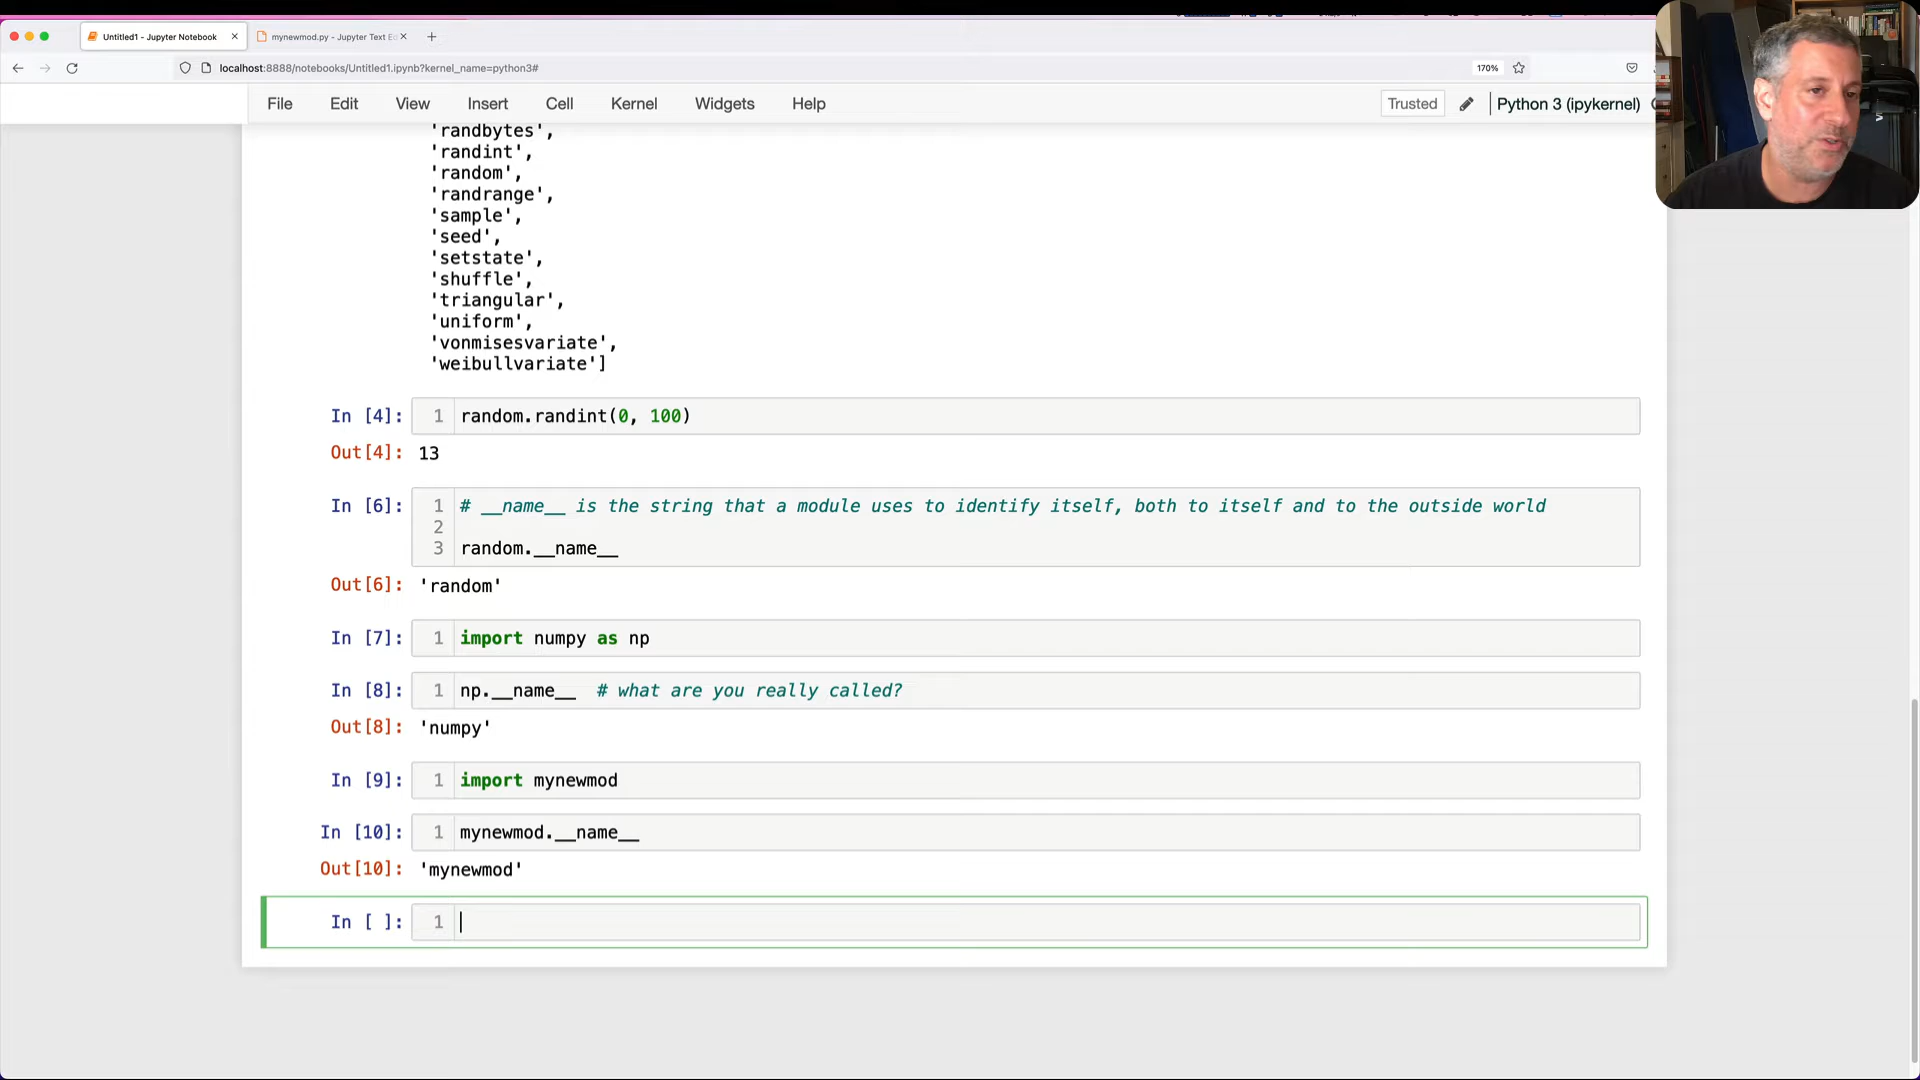 Untitled1 - Jupyter Notebook
mynewmod.py - Jupyter Text E
localhost:8888/notebooks/Untitled1.ipynb?kernel_name=python3#
170%
File Edit View Insert Cell Kernel Widgets Help
Trusted
Python 3 (ipykernel)
'randbytes',
'randint',
'random',
'randrange',
'sample',
'seed',
'setstate',
'shuffle',
'triangular',
'uniform',
'vonmisesvariate',
'weibullvariate']
In [4]: 1 random.randint(0, 100)
Out[4]: 13
In [6]: 1 # __name__ is the string that a module uses to identify itself, both to itself and to the outside world
2
3 random.__name__
Out[6]: 'random'
In [7]: 1 import numpy as np
In [8]: 1 np.__name__ # what are you really called?
Out[8]: 'numpy'
In [9]: 1 import mynewmod
In [10]: 1 mynewmod.__name__
Out[10]: 'mynewmod'
In [ ]: 1